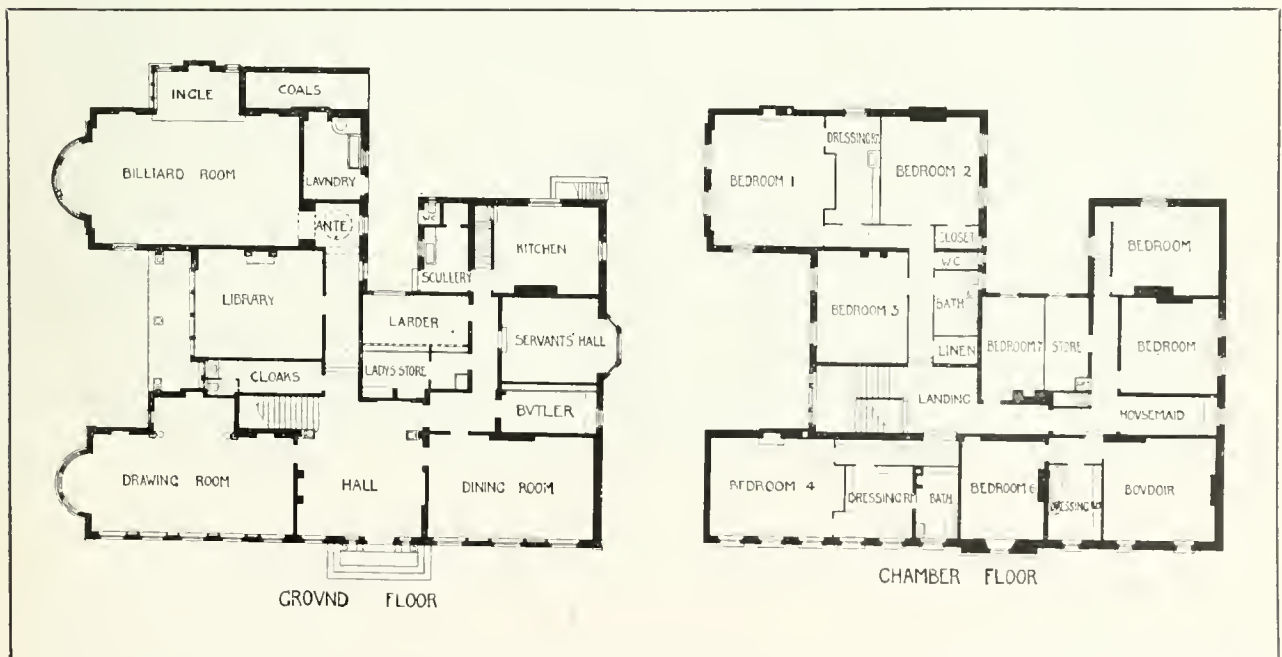 INGLE
COALS
BILLIARD ROOM
LAVNDRY
ANTE
KITCHEN
SCULLERY
LIBRARY
LARDER
SERVANTS' HALL
LADYS STORE
CLOAKS
BVTLER
DRAWING ROOM
HALL
DINING ROOM
GROVND FLOOR
DRESSING RM
BEDROOM 1
BEDROOM 2
CLOSET
W.C
BEDROOM
BEDROOM 3
BATH
LINEN
BEDROOM 7
STORE
BEDROOM
LANDING
HOVSEMAID
BEDROOM 4
DRESSING RM
BATH
BEDROOM 6
DRESSING RM
BOVDOIR
CHAMBER FLOOR